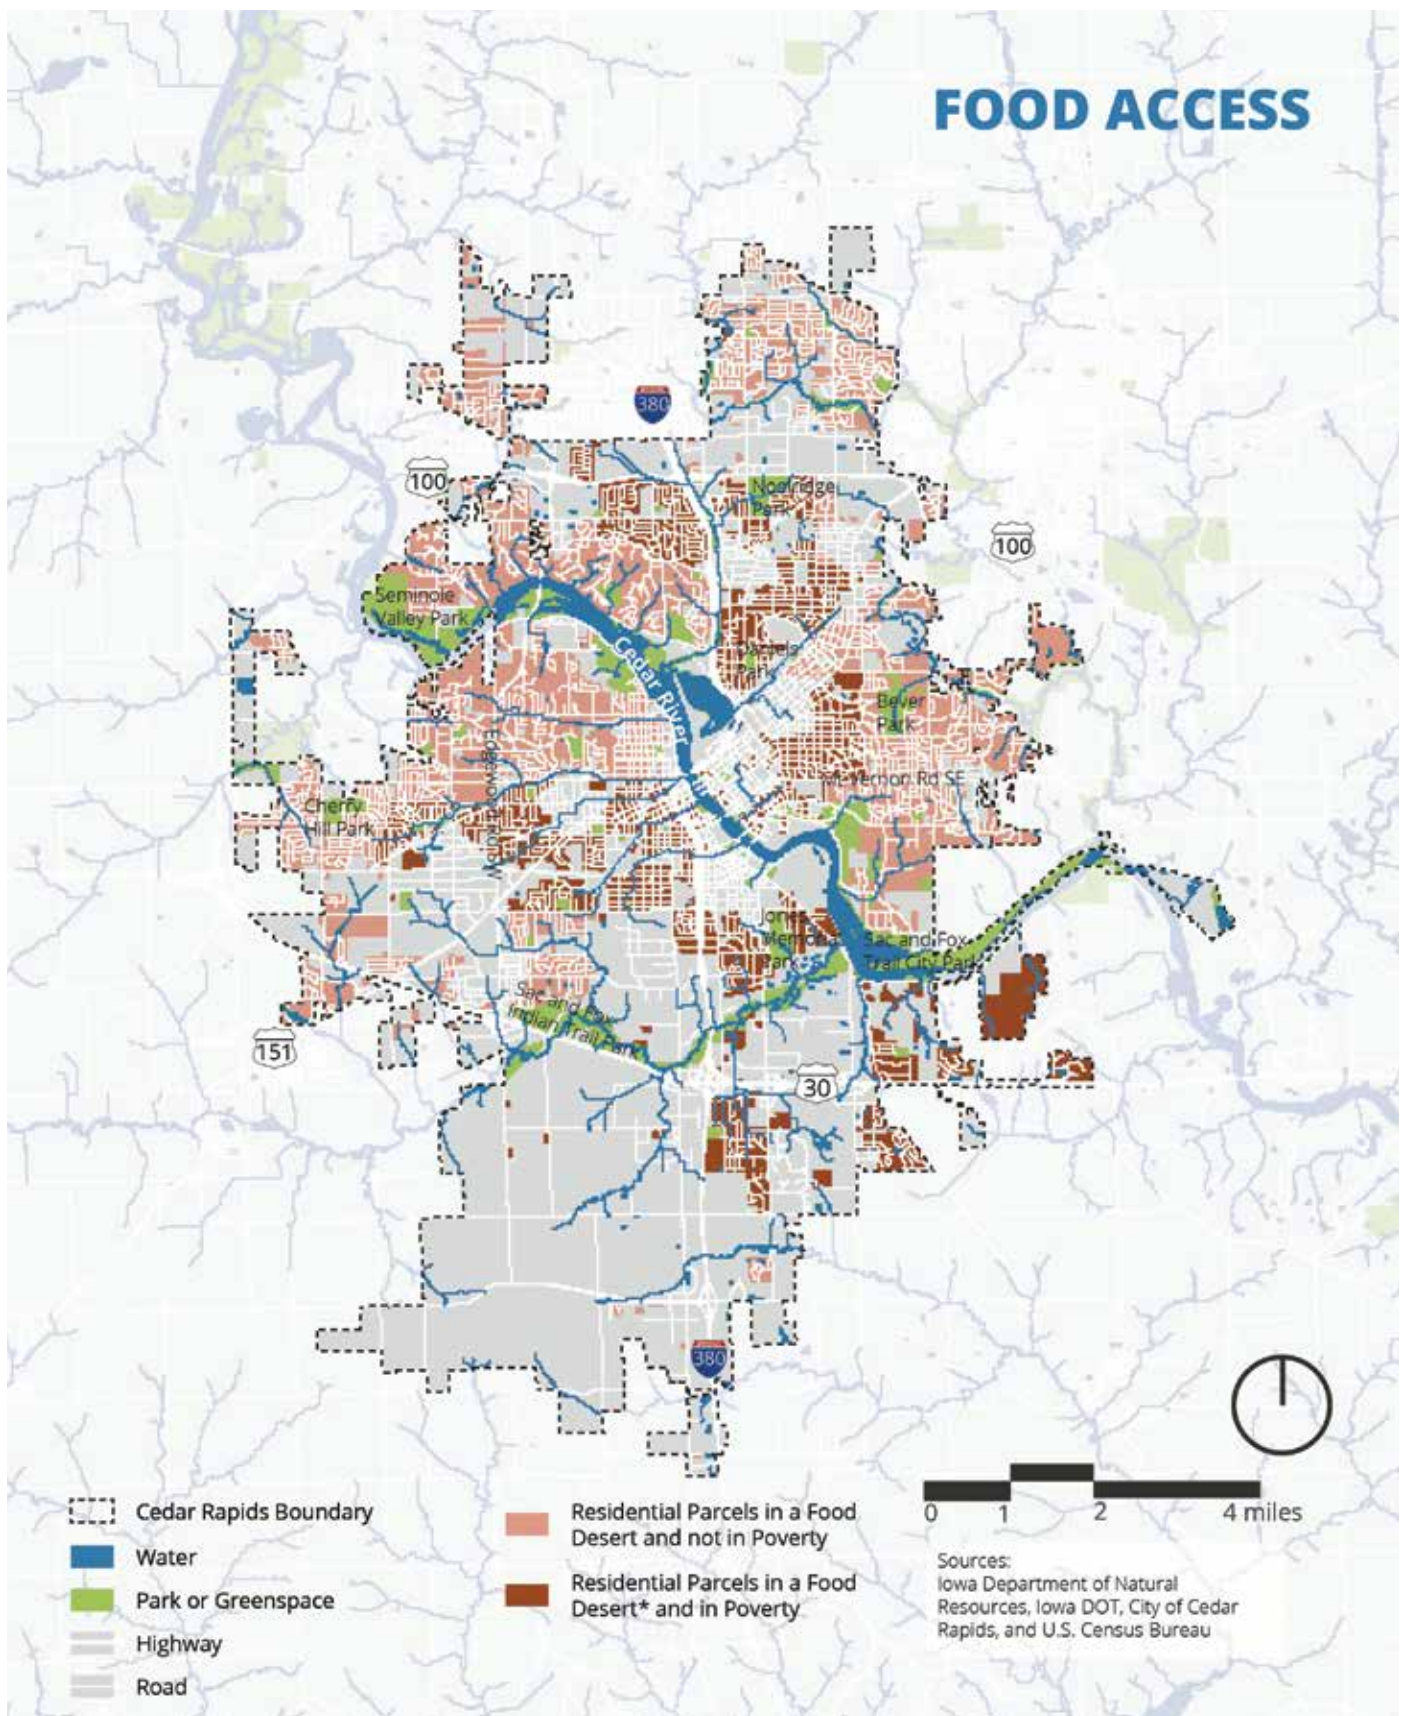 FOOD ACCESS
380
100
Noelridge
Park
100
Seminole
Valley Park
Cedar River
Daniels
Park
Bever
Park
Edgewood Rd SW
Mt Vernon Rd SE
Cherry
Hill Park
Jones
Memorial
Park
Sac and Fox
Trail City Park
Sac and Fox
Indian Trail Park
151
30
380
Cedar Rapids Boundary
Water
Park or Greenspace
Highway
Road
Residential Parcels in a Food
Desert and not in Poverty
Residential Parcels in a Food
Desert* and in Poverty
0 1 2 4 miles
Sources:
Iowa Department of Natural
Resources, Iowa DOT, City of Cedar
Rapids, and U.S. Census Bureau